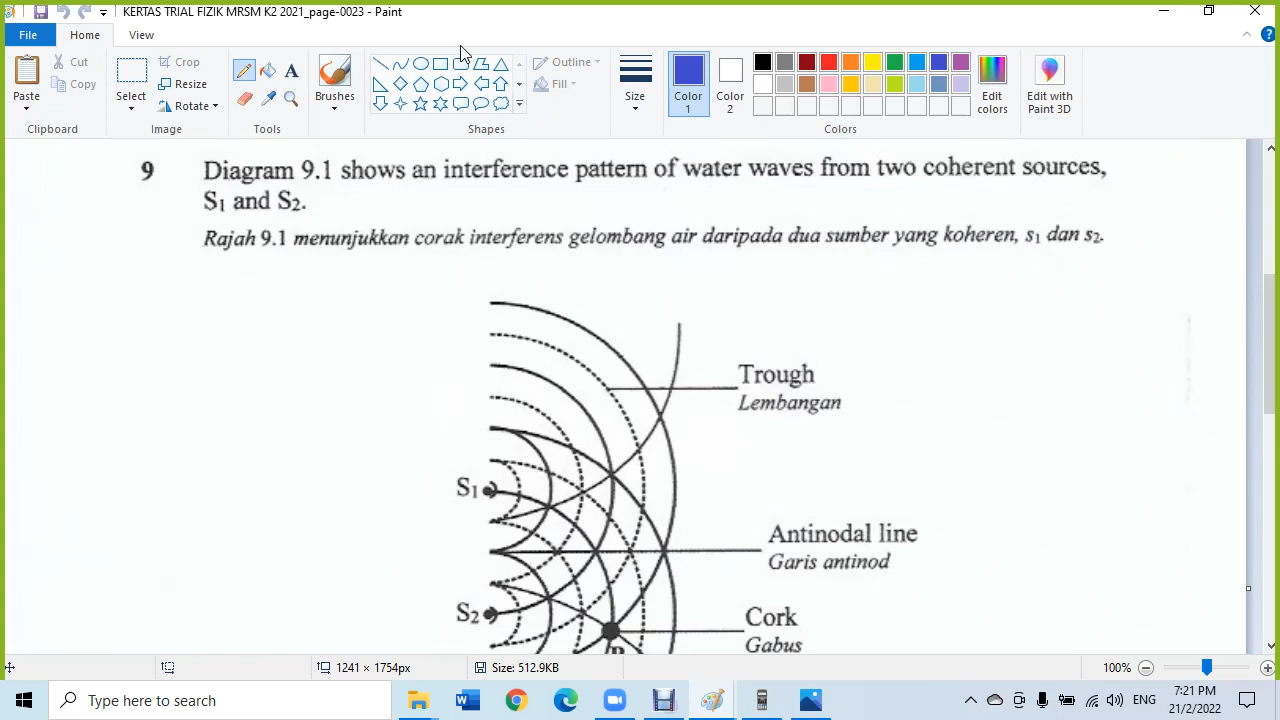 KERTAS TRIAL FIZIK MRSM K2 2021_page-0023 - Paint
File Home View
Paste Cut Copy Clipboard
Select Crop Resize Rotate Image
A Tools
Brushes
Outline Fill Shapes
Size
Color 1 Color 2 Edit colors Colors
Edit with Paint 3D
9 Diagram 9.1 shows an interference pattern of water waves from two coherent sources,
S1 and S2.
Rajah 9.1 menunjukkan corak interferens gelombang air daripada dua sumber yang koheren, s1 dan s2.
Trough
Lembangan
S1
Antinodal line
Garis antinod
S2
Cork
Gabus
1241 × 1754px Size: 512.9KB 100%
Type here to search
ENG 7:21 PM
21/2/2022